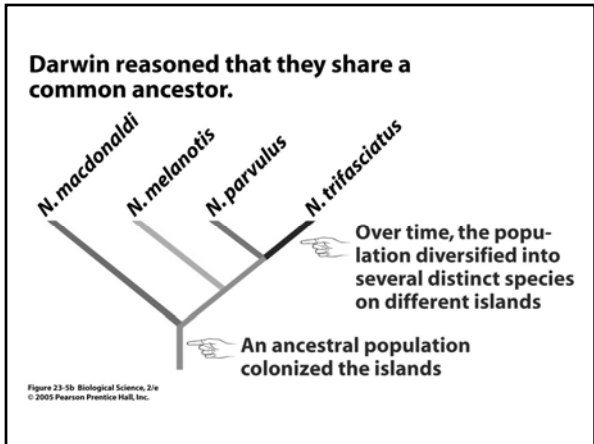 Darwin reasoned that they share a
common ancestor.
N. macdonaldi
N. melanotis
N. parvulus
N. trifasciatus
Over time, the popu-
lation diversified into
several distinct species
on different islands
An ancestral population
colonized the islands
Figure 23-5b Biological Science, 2/e
© 2005 Pearson Prentice Hall, Inc.